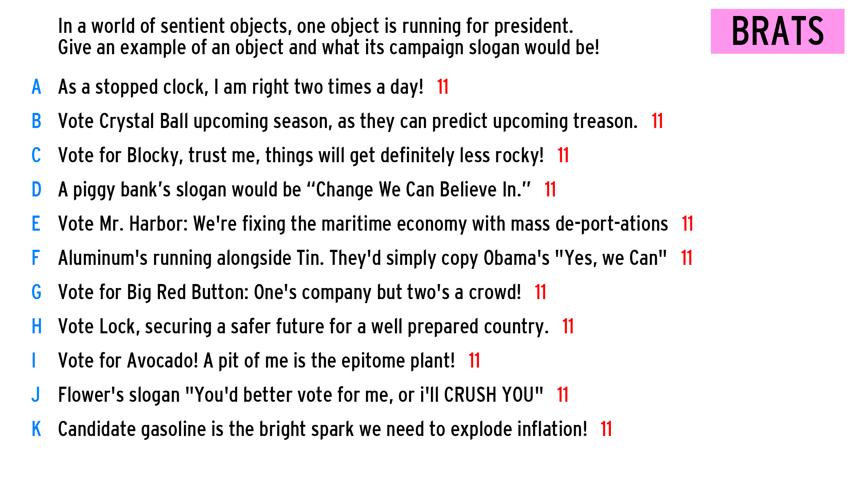 In a world of sentient objects, one object is running for president.
Give an example of an object and what its campaign slogan would be!
BRATS
A As a stopped clock, I am right two times a day! 11
B Vote Crystal Ball upcoming season, as they can predict upcoming treason. 11
C Vote for Blocky, trust me, things will get definitely less rocky! 11
D A piggy bank's slogan would be “Change We Can Believe In.” 11
E Vote Mr. Harbor: We're fixing the maritime economy with mass de-port-ations 11
F Aluminum's running alongside Tin. They'd simply copy Obama's "Yes, we Can" 11
G Vote for Big Red Button: One's company but two's a crowd! 11
H Vote Lock, securing a safer future for a well prepared country. 11
I Vote for Avocado! A pit of me is the epitome plant! 11
J Flower's slogan "You'd better vote for me, or i'll CRUSH YOU" 11
K Candidate gasoline is the bright spark we need to explode inflation! 11